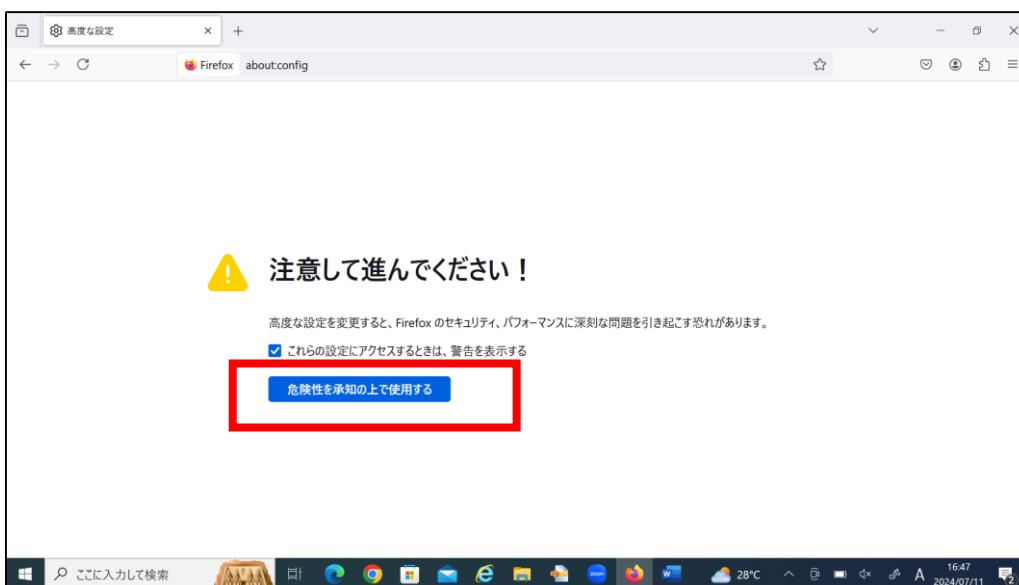 高度な設定
Firefox about:config
注意して進んでください！
高度な設定を変更すると、Firefox のセキュリティ、パフォーマンスに深刻な問題を引き起こす恐れがあります。
これらの設定にアクセスするときは、警告を表示する
危険性を承知の上で使用する
ここに入力して検索
zoom
W
28°C
A
16:47
2024/07/11
2